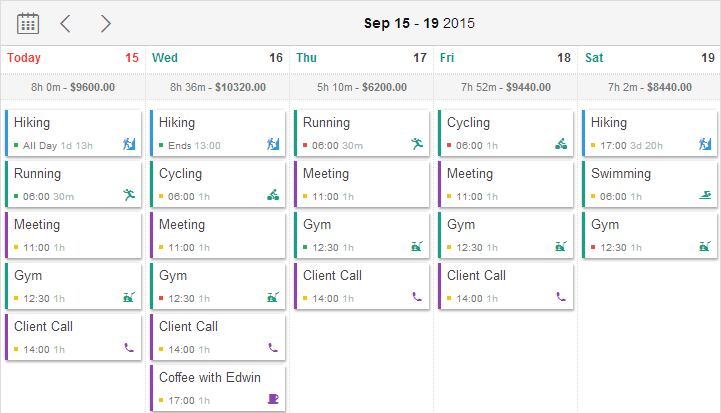 Sep 15 - 19 2015
Today 15
8h 0m - $9600.00
Hiking
All Day 1d 13h
Running
06:00 30m
Meeting
11:00 1h
Gym
12:30 1h
Client Call
14:00 1h
Wed 16
8h 36m - $10320.00
Hiking
Ends 13:00
Cycling
06:00 1h
Meeting
11:00 1h
Gym
12:30 1h
Client Call
14:00 1h
Coffee with Edwin
17:00 1h
Thu 17
5h 10m - $6200.00
Running
06:00 30m
Meeting
11:00 1h
Gym
12:30 1h
Client Call
14:00 1h
Fri 18
7h 52m - $9440.00
Cycling
06:00 1h
Meeting
11:00 1h
Gym
12:30 1h
Client Call
14:00 1h
Sat 19
7h 2m - $8440.00
Hiking
17:00 3d 20h
Swimming
06:00 1h
Gym
12:30 1h